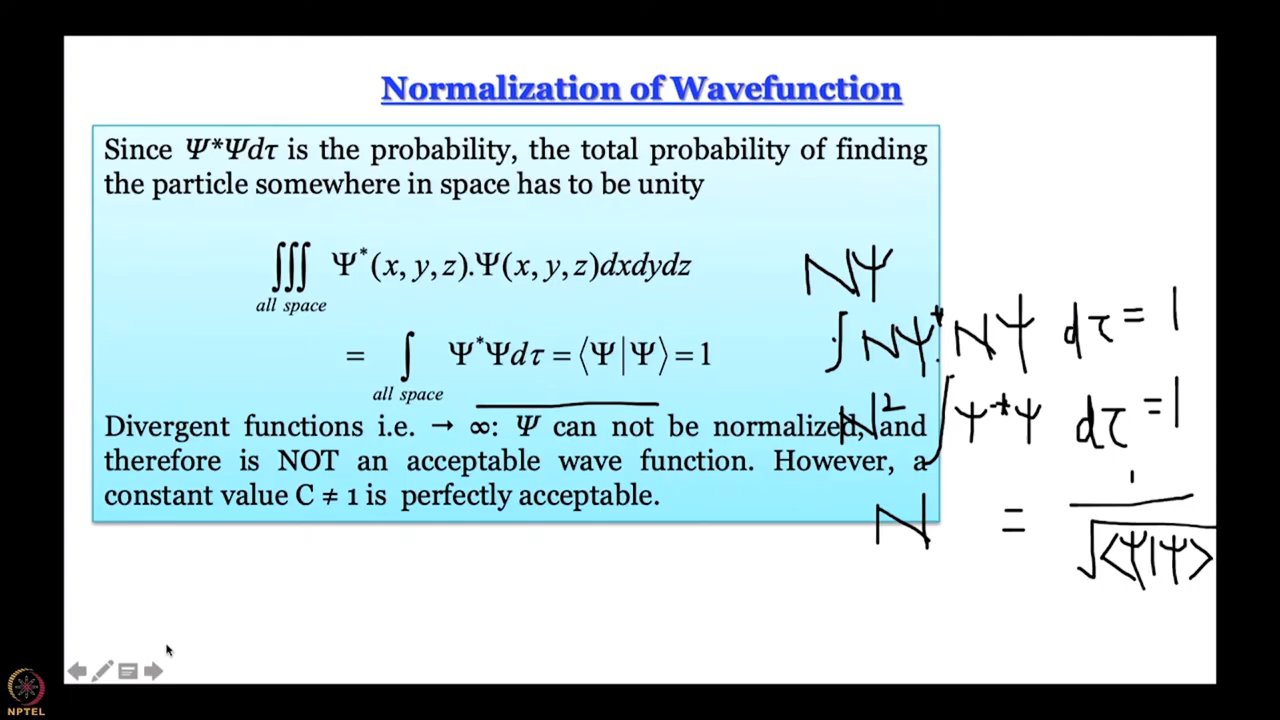 Normalization of Wavefunction
Since Ψ*Ψdτ is the probability, the total probability of finding
the particle somewhere in space has to be unity
∭ Ψ*(x, y, z).Ψ(x, y, z)dxdydz
all space
= ∫ Ψ*Ψdτ = ⟨Ψ|Ψ⟩ = 1
all space
Divergent functions i.e. → ∞: Ψ can not be normalized, and
therefore is NOT an acceptable wave function. However, a
constant value C ≠ 1 is perfectly acceptable.
NΨ
∫ NΨ*. NΨ dτ = 1
N² ∫ Ψ*Ψ dτ = 1
N = 1/√⟨Ψ|Ψ⟩
NPTEL